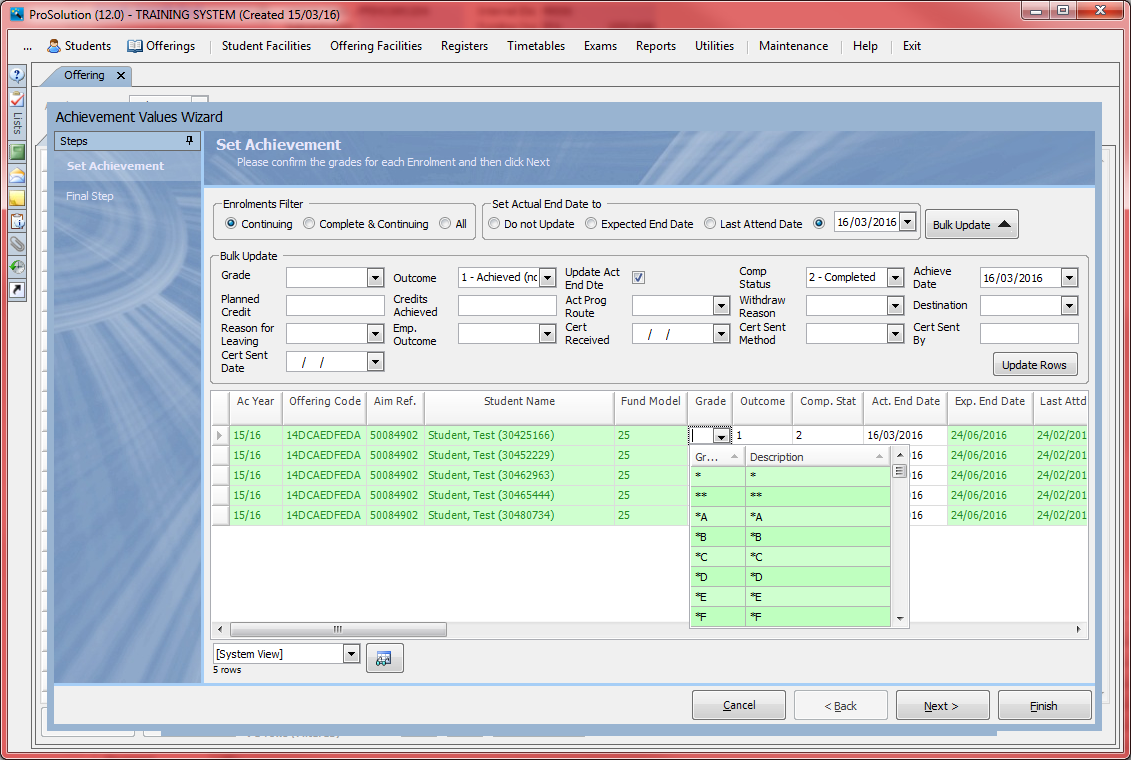 ProSolution (12.0) - TRAINING SYSTEM (Created 15/03/16)
... Students Offerings Student Facilities Offering Facilities Registers Timetables Exams Reports Utilities Maintenance Help Exit
Offering
Lists
Achievement Values Wizard
Steps
Set Achievement
Final Step
Set Achievement
Please confirm the grades for each Enrolment and then click Next
Enrolments Filter
Continuing Complete & Continuing All
Set Actual End Date to
Do not Update Expected End Date Last Attend Date 16/03/2016
Bulk Update
Bulk Update
Grade Outcome 1 - Achieved (nc Update Act End Dte Comp Status 2 - Completed Achieve Date 16/03/2016
Planned Credit Credits Achieved Act Prog Route Withdraw Reason Destination
Reason for Leaving Emp. Outcome Cert Received / / Cert Sent Method Cert Sent By
Cert Sent Date / / Update Rows
Ac Year Offering Code Aim Ref. Student Name Fund Model Grade Outcome Comp. Stat Act. End Date Exp. End Date Last Attd
15/16 14DCAEDFEDA 50084902 Student, Test (30425166) 25 1 2 16/03/2016 24/06/2016 24/02/201
15/16 14DCAEDFEDA 50084902 Student, Test (30452229) 25 16 24/06/2016 24/02/201
15/16 14DCAEDFEDA 50084902 Student, Test (30462963) 25 16 24/06/2016 24/02/201
15/16 14DCAEDFEDA 50084902 Student, Test (30465444) 25 16 24/06/2016 24/02/201
15/16 14DCAEDFEDA 50084902 Student, Test (30480734) 25 16 24/06/2016 24/02/201
Gr... Description
* *
** **
*A *A
*B *B
*C *C
*D *D
*E *E
*F *F
[System View]
5 rows
Cancel < Back Next > Finish